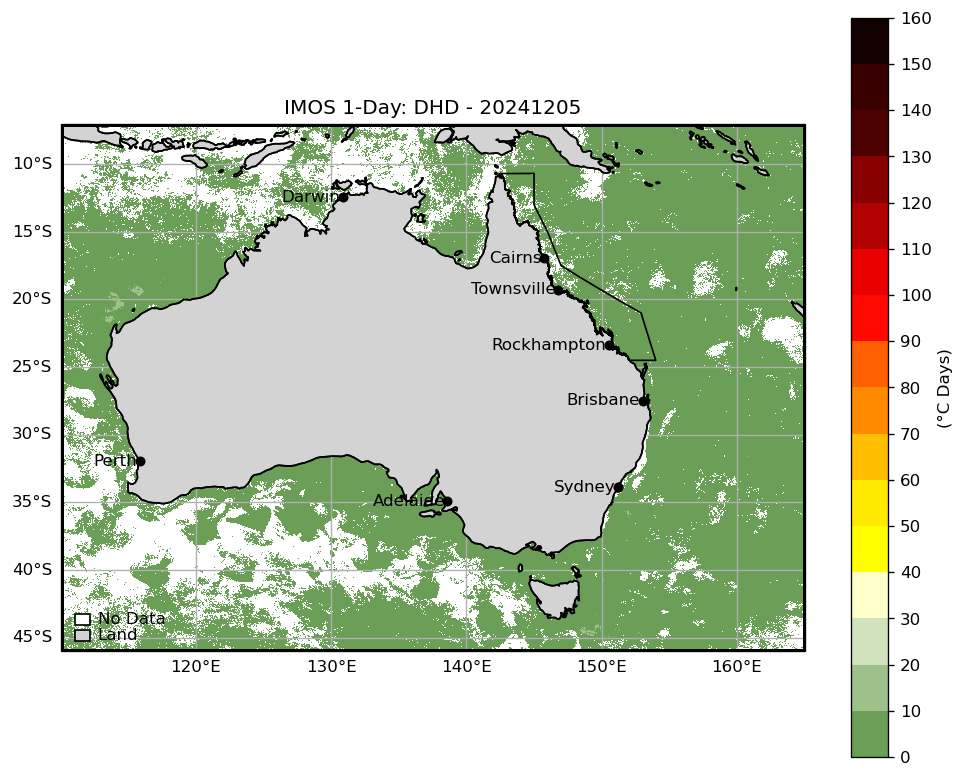 IMOS 1-Day: DHD - 20241205
10°S
15°S
20°S
25°S
30°S
35°S
40°S
45°S
Darwin
Cairns
Townsville
Rockhampton
Brisbane
Perth
Sydney
Adelaide
No Data
Land
120°E 130°E 140°E 150°E 160°E
160
150
140
130
120
110
100
90
80
70
60
50
40
30
20
10
0
(°C Days)